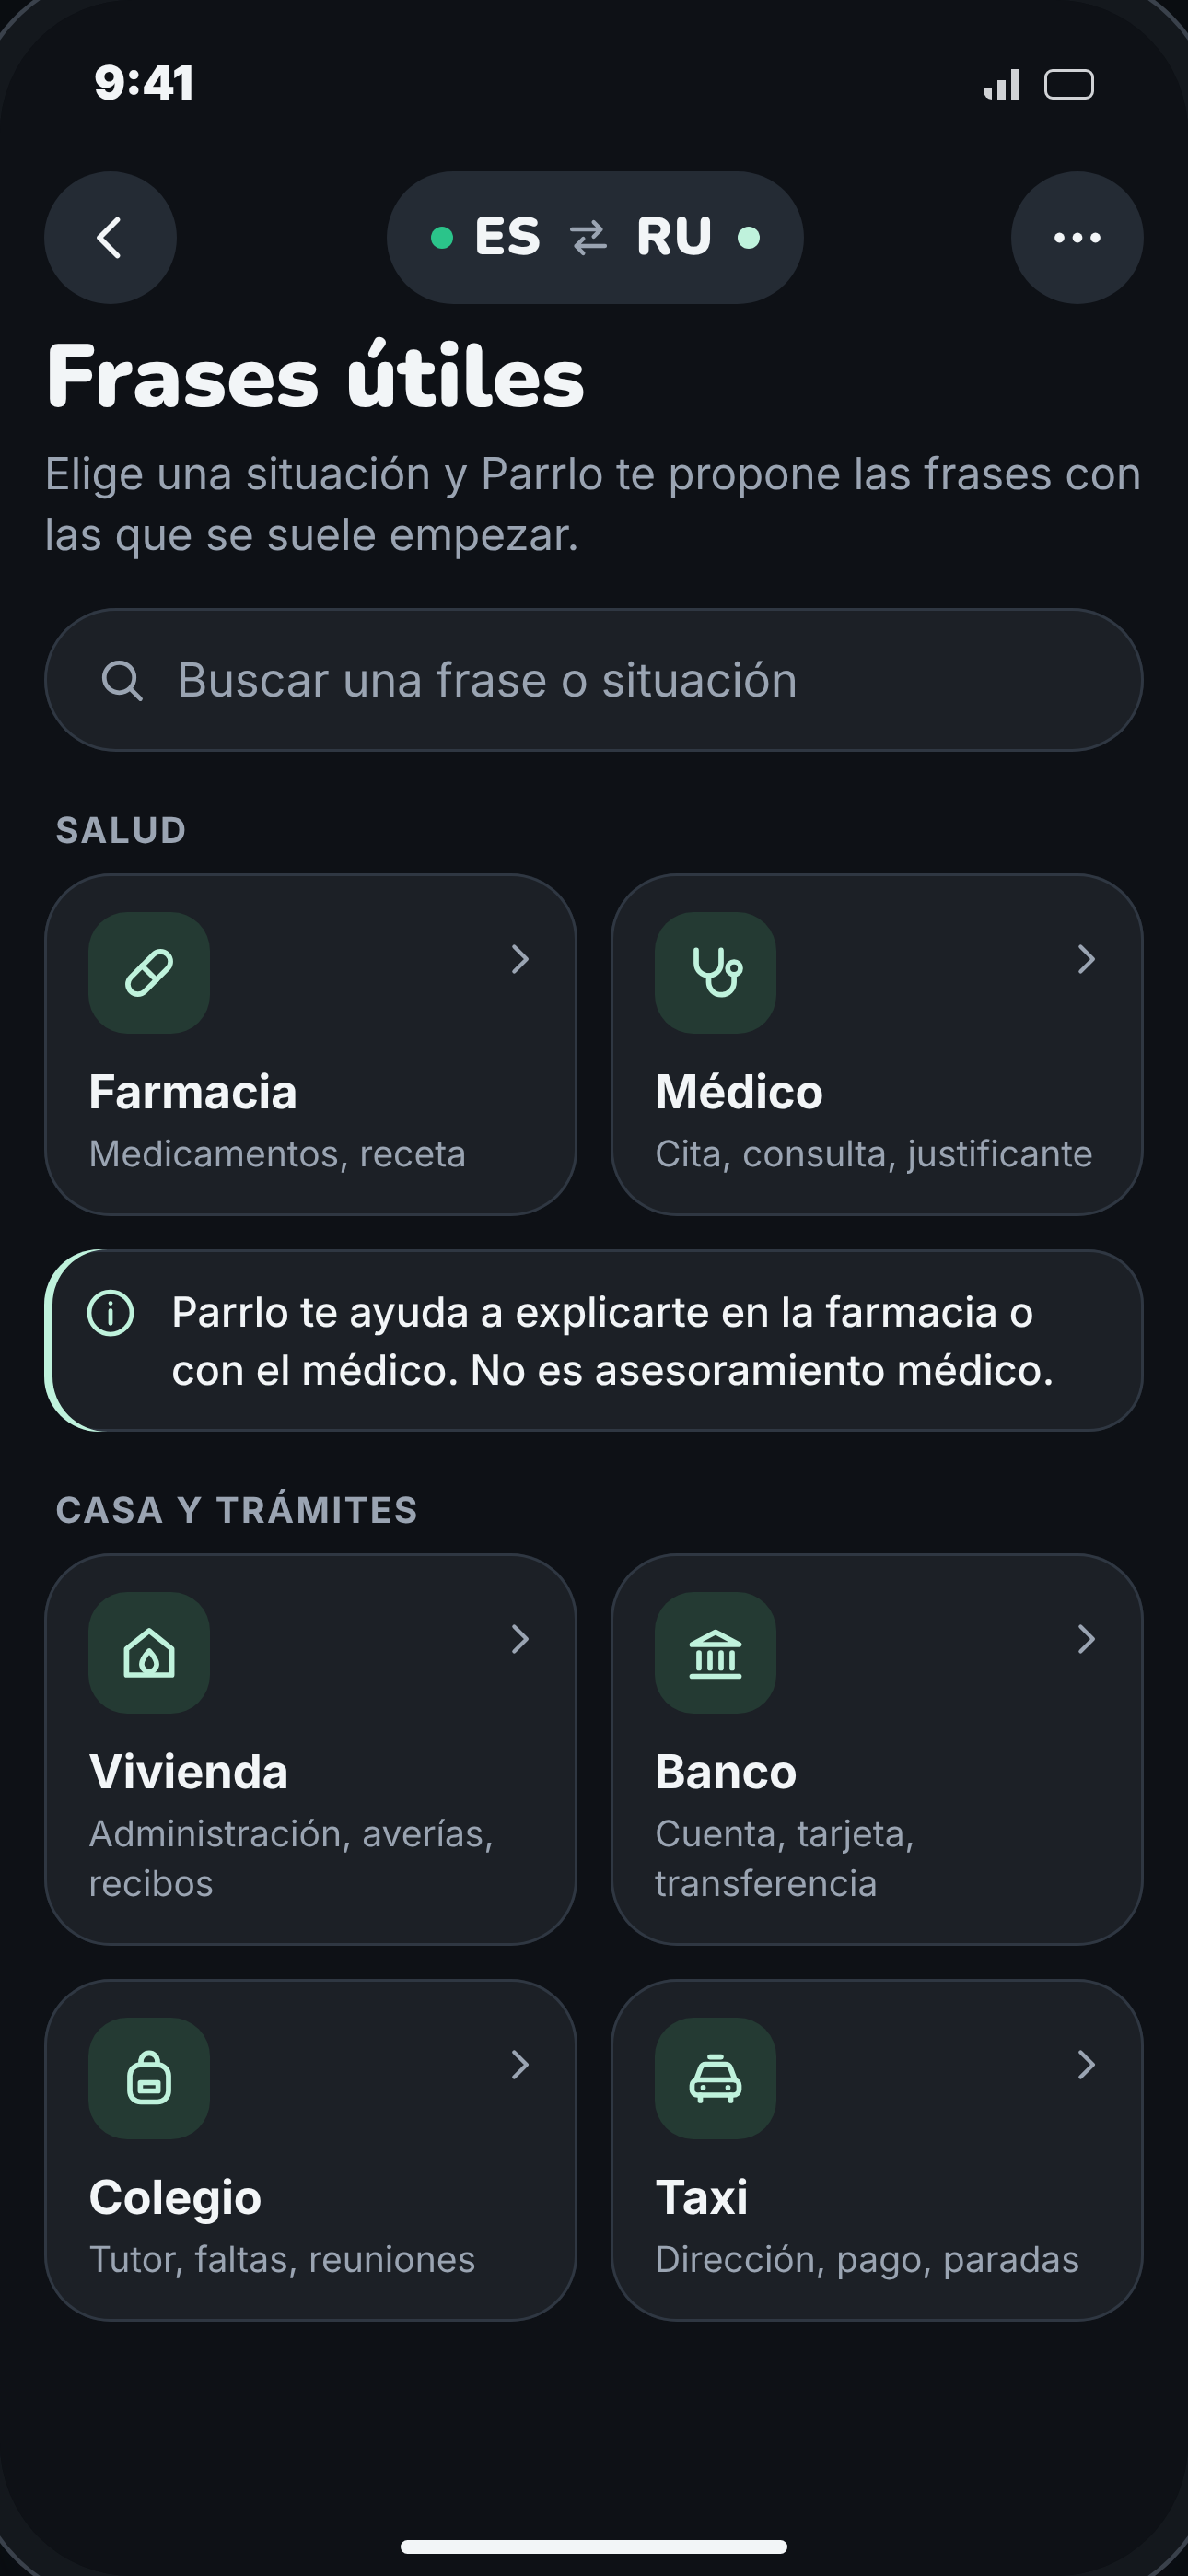 9:41
ES RU
Frases útiles
Elige una situación y Parrlo te propone las frases con
las que se suele empezar.
Buscar una frase o situación
SALUD
Farmacia
Medicamentos, receta
Médico
Cita, consulta, justificante
Parrlo te ayuda a explicarte en la farmacia o
con el médico. No es asesoramiento médico.
CASA Y TRÁMITES
Vivienda
Administración, averías,
recibos
Banco
Cuenta, tarjeta,
transferencia
Colegio
Tutor, faltas, reuniones
Taxi
Dirección, pago, paradas